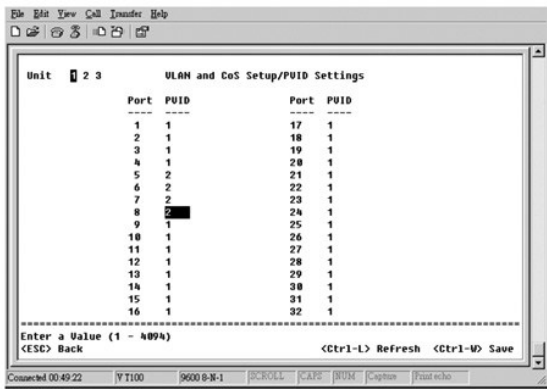 File Edit View Call Transfer Help
Unit 1 2 3 VLAN and CoS Setup/PVID Settings
Port PVID Port PVID
---- ---- ---- ----
1 1 17 1
2 1 18 1
3 1 19 1
4 1 20 1
5 2 21 1
6 2 22 1
7 2 23 1
8 2 24 1
9 1 25 1
10 1 26 1
11 1 27 1
12 1 28 1
13 1 29 1
14 1 30 1
15 1 31 1
16 1 32 1
Enter a Value (1 - 4094)
<ESC> Back <Ctrl-L> Refresh <Ctrl-W> Save
Connected 00:49:22 VT100 9600 8-N-1 SCROLL CAPS NUM Capture Print echo